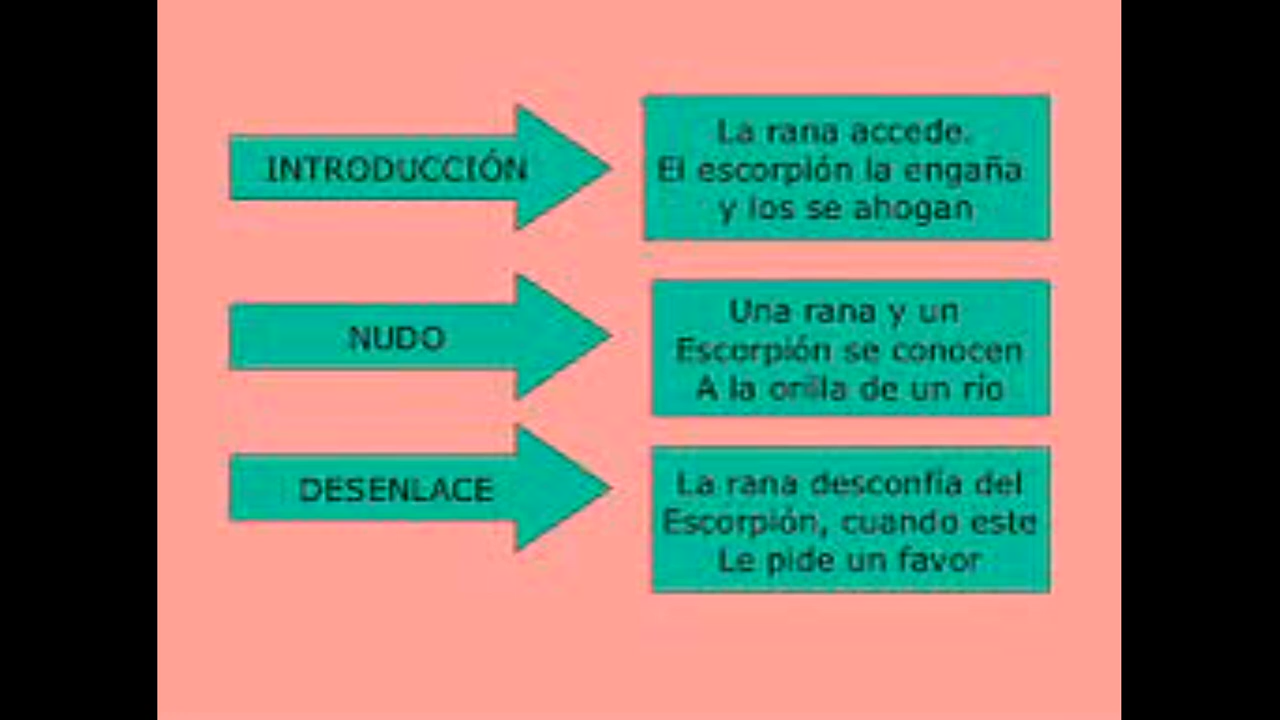 INTRODUCCIÓN
La rana accede.
El escorpión la engaña
y los se ahogan
NUDO
Una rana y un
Escorpión se conocen
A la orilla de un río
DESENLACE
La rana desconfía del
Escorpión, cuando este
Le pide un favor